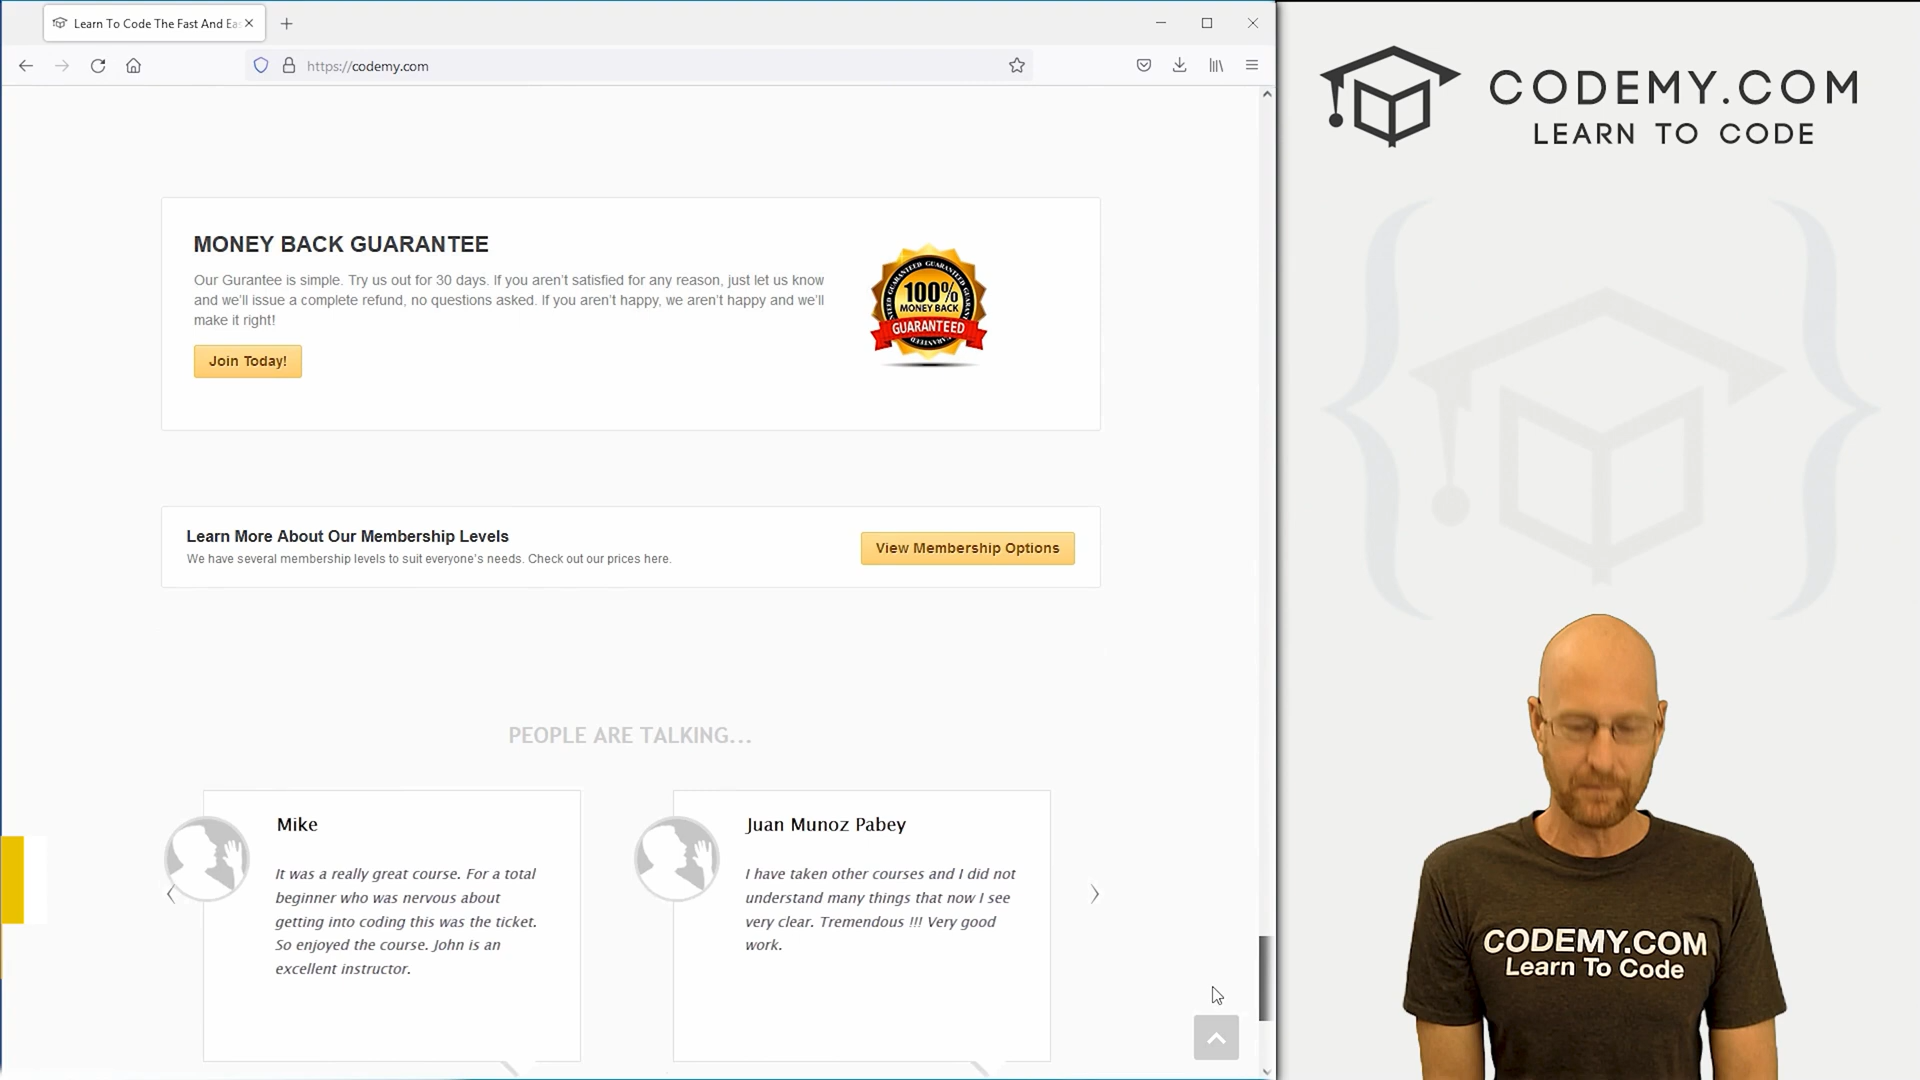 Learn To Code The Fast And Ea
https://codemy.com
CODEMY.COM
LEARN TO CODE
MONEY BACK GUARANTEE
Our Gurantee is simple. Try us out for 30 days. If you aren't satisfied for any reason, just let us know
and we'll issue a complete refund, no questions asked. If you aren't happy, we aren't happy and we'll
make it right!
Join Today!
GUARANTEED GUARANTEED
100%
MONEY BACK
GUARANTEED
Learn More About Our Membership Levels
We have several membership levels to suit everyone's needs. Check out our prices here.
View Membership Options
PEOPLE ARE TALKING...
Mike
It was a really great course. For a total
beginner who was nervous about
getting into coding this was the ticket.
So enjoyed the course. John is an
excellent instructor.
Juan Munoz Pabey
I have taken other courses and I did not
understand many things that now I see
very clear. Tremendous !!! Very good
work.
CODEMY.COM
Learn To Code